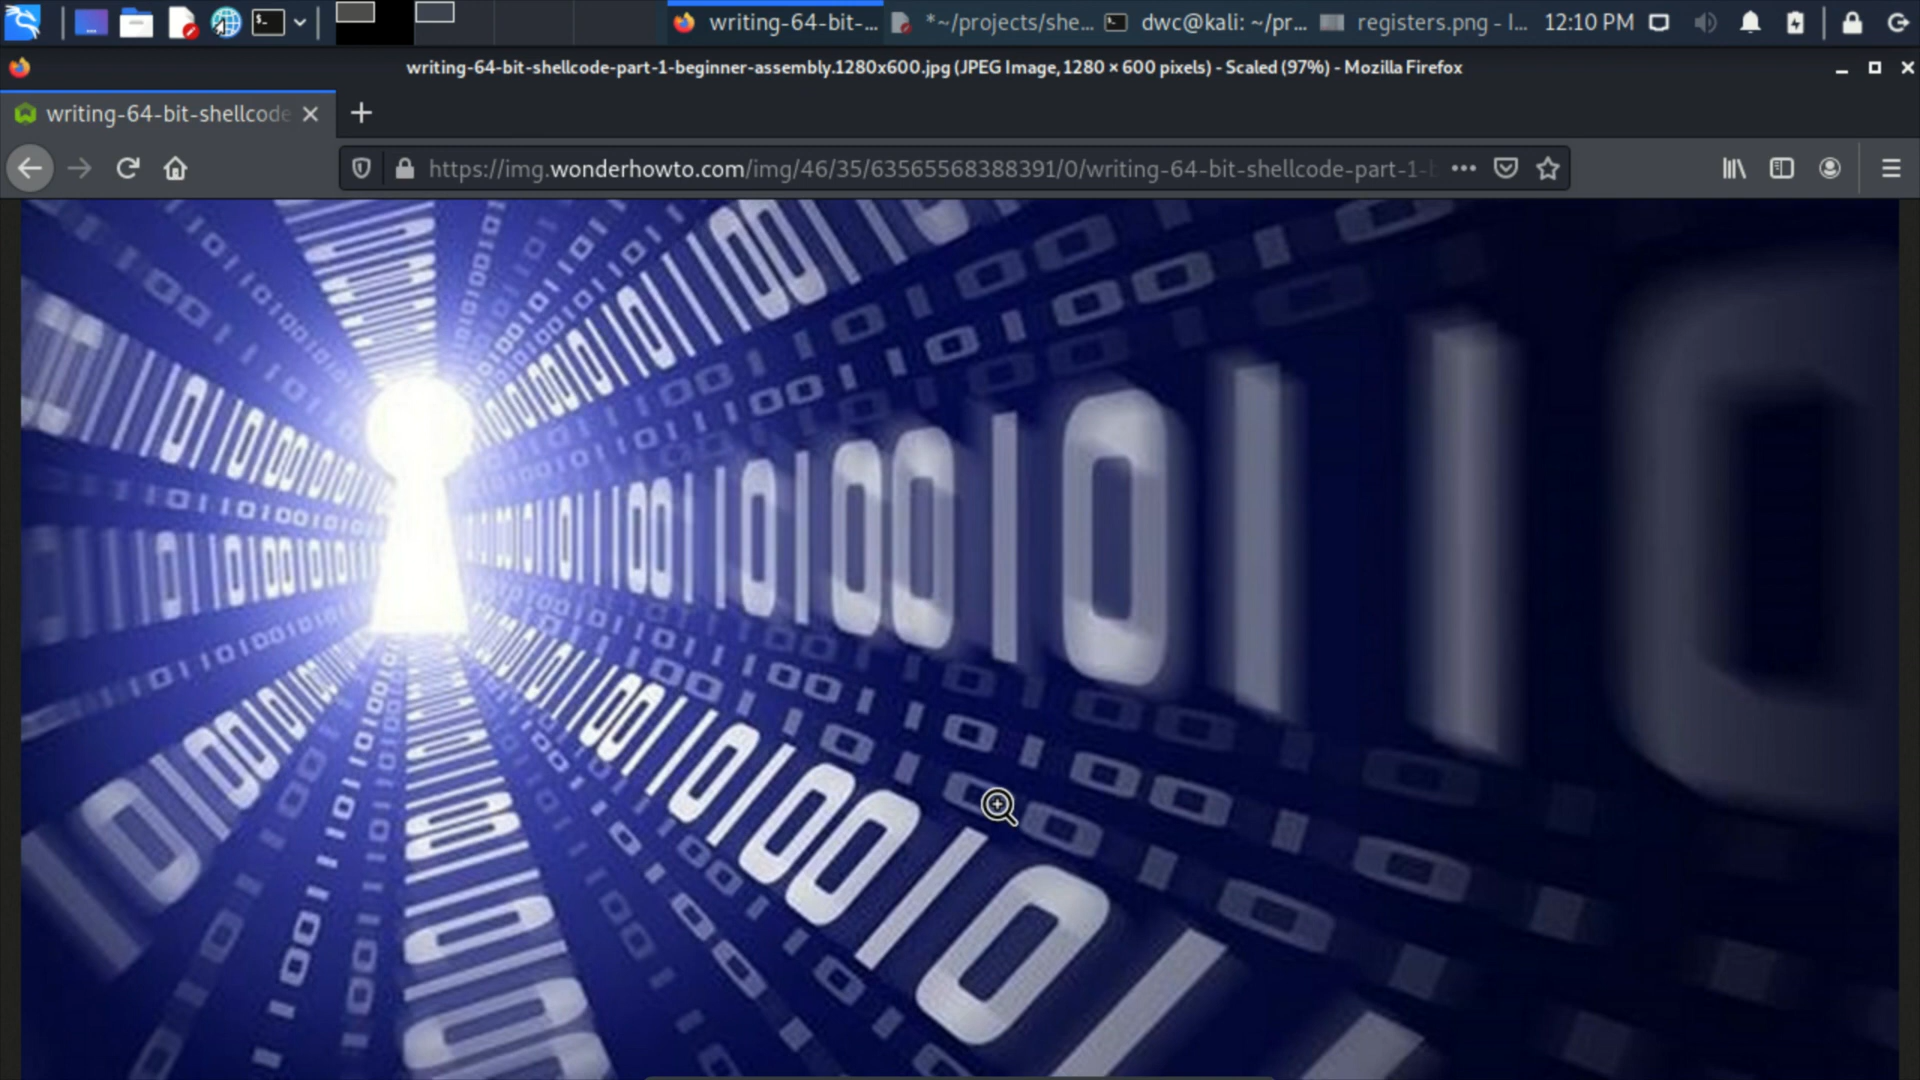 writing-64-bit-...
*~/projects/she...
dwc@kali: ~/pr...
registers.png - I...
12:10 PM
writing-64-bit-shellcode-part-1-beginner-assembly.1280x600.jpg (JPEG Image, 1280 × 600 pixels) - Scaled (97%) - Mozilla Firefox
writing-64-bit-shellcode
https://img.wonderhowto.com/img/46/35/63565568388391/0/writing-64-bit-shellcode-part-1-